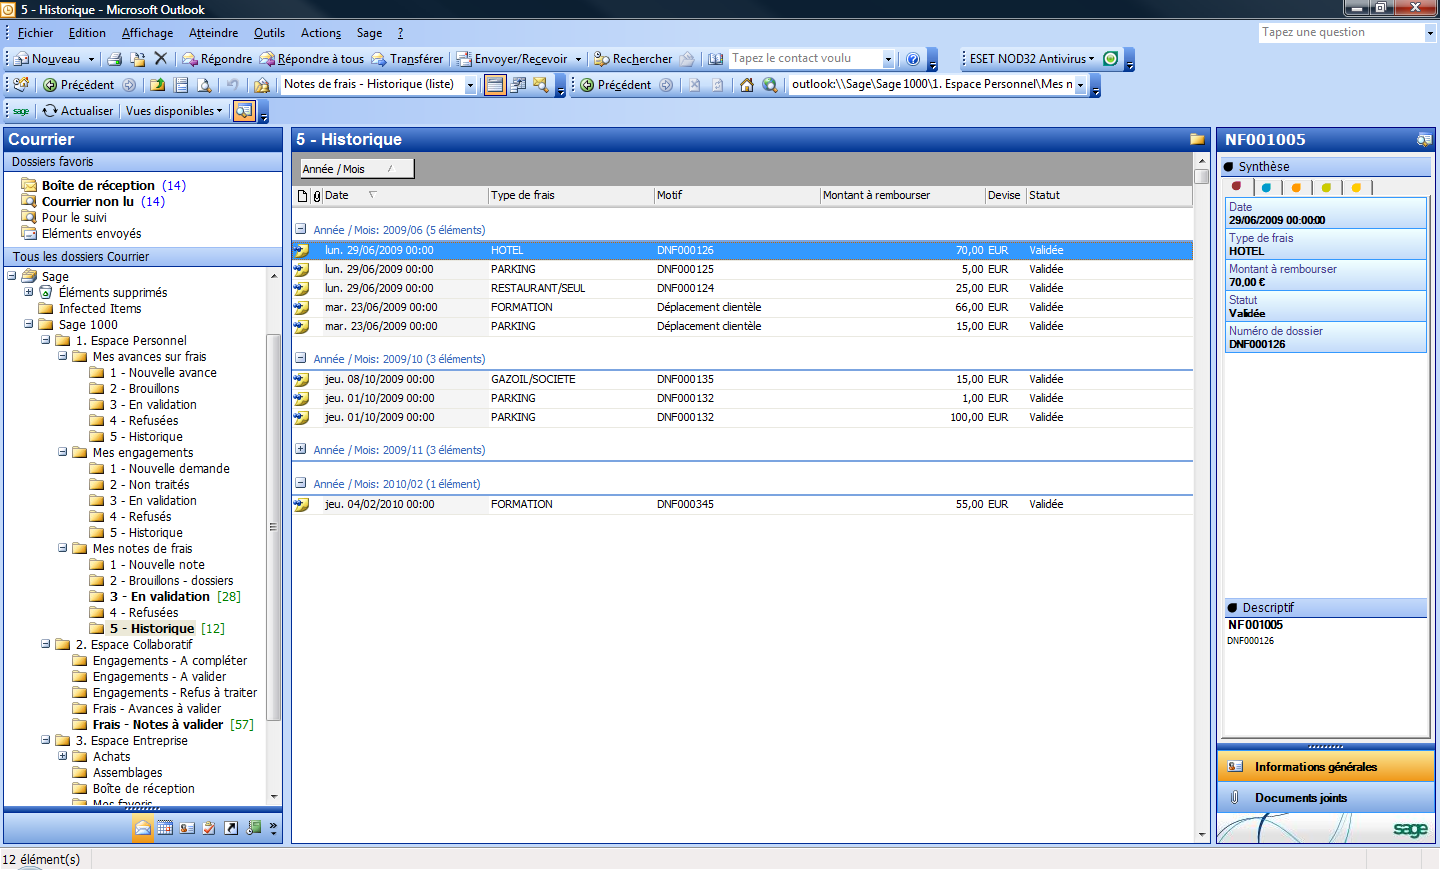 5 - Historique - Microsoft Outlook
Fichier Edition Affichage Atteindre Outils Actions Sage ?
Tapez une question
Nouveau Répondre Répondre à tous Transférer Envoyer/Recevoir Rechercher Tapez le contact voulu ESET NOD32 Antivirus
Précédent Notes de frais - Historique (liste) Précédent outlook:\\Sage\Sage 1000\1. Espace Personnel\Mes n
sage Actualiser Vues disponibles
Courrier
Dossiers favoris
Boîte de réception (14)
Courrier non lu (14)
Pour le suivi
Eléments envoyés
Tous les dossiers Courrier
Sage
Éléments supprimés
Infected Items
Sage 1000
1. Espace Personnel
Mes avances sur frais
1 - Nouvelle avance
2 - Brouillons
3 - En validation
4 - Refusées
5 - Historique
Mes engagements
1 - Nouvelle demande
2 - Non traités
3 - En validation
4 - Refusés
5 - Historique
Mes notes de frais
1 - Nouvelle note
2 - Brouillons - dossiers
3 - En validation [28]
4 - Refusées
5 - Historique [12]
2. Espace Collaboratif
Engagements - A compléter
Engagements - A valider
Engagements - Refus à traiter
Frais - Avances à valider
Frais - Notes à valider [57]
3. Espace Entreprise
Achats
Assemblages
Boîte de réception
Mes favoris
12 élément(s)
5 - Historique
Année / Mois
Date Type de frais Motif Montant à rembourser Devise Statut
Année / Mois: 2009/06 (5 éléments)
lun. 29/06/2009 00:00 HOTEL DNF000126 70,00 EUR Validée
lun. 29/06/2009 00:00 PARKING DNF000125 5,00 EUR Validée
lun. 29/06/2009 00:00 RESTAURANT/SEUL DNF000124 25,00 EUR Validée
mar. 23/06/2009 00:00 FORMATION Déplacement clientèle 66,00 EUR Validée
mar. 23/06/2009 00:00 PARKING Déplacement clientèle 15,00 EUR Validée
Année / Mois: 2009/10 (3 éléments)
jeu. 08/10/2009 00:00 GAZOIL/SOCIETE DNF000135 15,00 EUR Validée
jeu. 01/10/2009 00:00 PARKING DNF000132 1,00 EUR Validée
jeu. 01/10/2009 00:00 PARKING DNF000132 100,00 EUR Validée
Année / Mois: 2009/11 (3 éléments)
Année / Mois: 2010/02 (1 élément)
jeu. 04/02/2010 00:00 FORMATION DNF000345 55,00 EUR Validée
NF001005
Synthèse
Date
29/06/2009 00:00:00
Type de frais
HOTEL
Montant à rembourser
70,00 €
Statut
Validée
Numéro de dossier
DNF000126
Descriptif
NF001005
DNF000126
Informations générales
Documents joints
sage